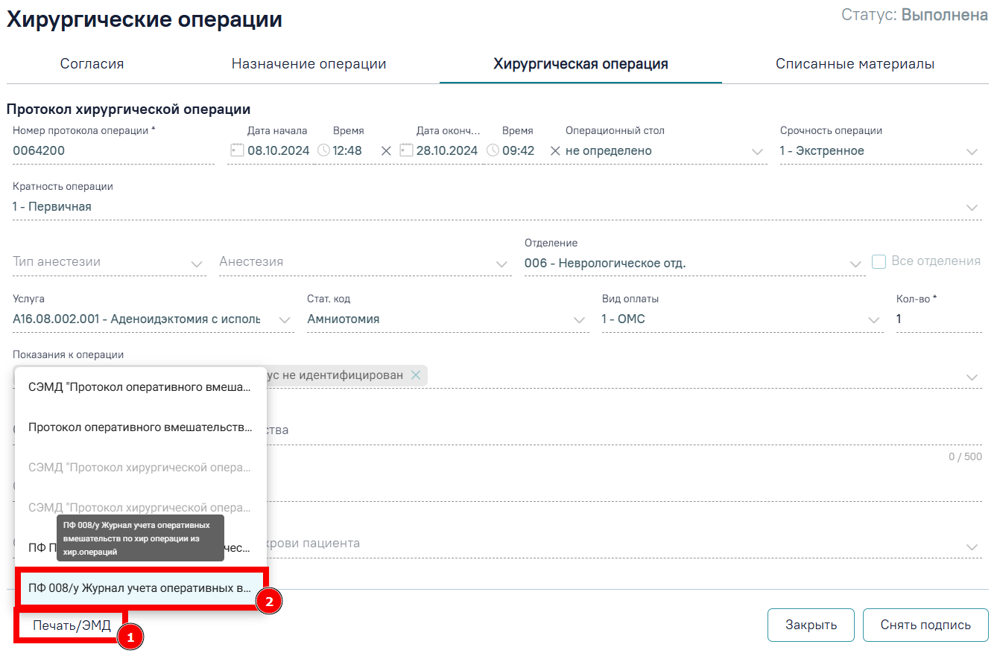 Хирургические операции
Статус: Выполнена
Согласия
Назначение операции
Хирургическая операция
Списанные материалы
Протокол хирургической операции
Номер протокола операции *
Дата начала
Время
Дата оконч...
Время
Операционный стол
Срочность операции
0064200
08.10.2024
12:48
28.10.2024
09:42
не определено
1 - Экстренное
Кратность операции
1 - Первичная
Отделение
Тип анестезии
Анестезия
006 - Неврологическое отд.
Все отделения
Услуга
Стат. код
Вид оплаты
Кол-во *
A16.08.002.001 - Аденоидэктомия с исполь
Амниотомия
1 - ОМС
1
Показания к операции
ус не идентифицирован
СЭМД "Протокол оперативного вмеша...
Протокол оперативного вмешательств...
ства
0 / 500
СЭМД "Протокол хирургической опера...
СЭМД "Протокол хирургической опера...
ПФ 008/у Журнал учета оперативных
вмешательств по хир операции из
хир.операций
ПФ П
чес...
крови пациента
ПФ 008/у Журнал учета оперативных в...
2
Печать/ЭМД
1
Закрыть
Снять подпись